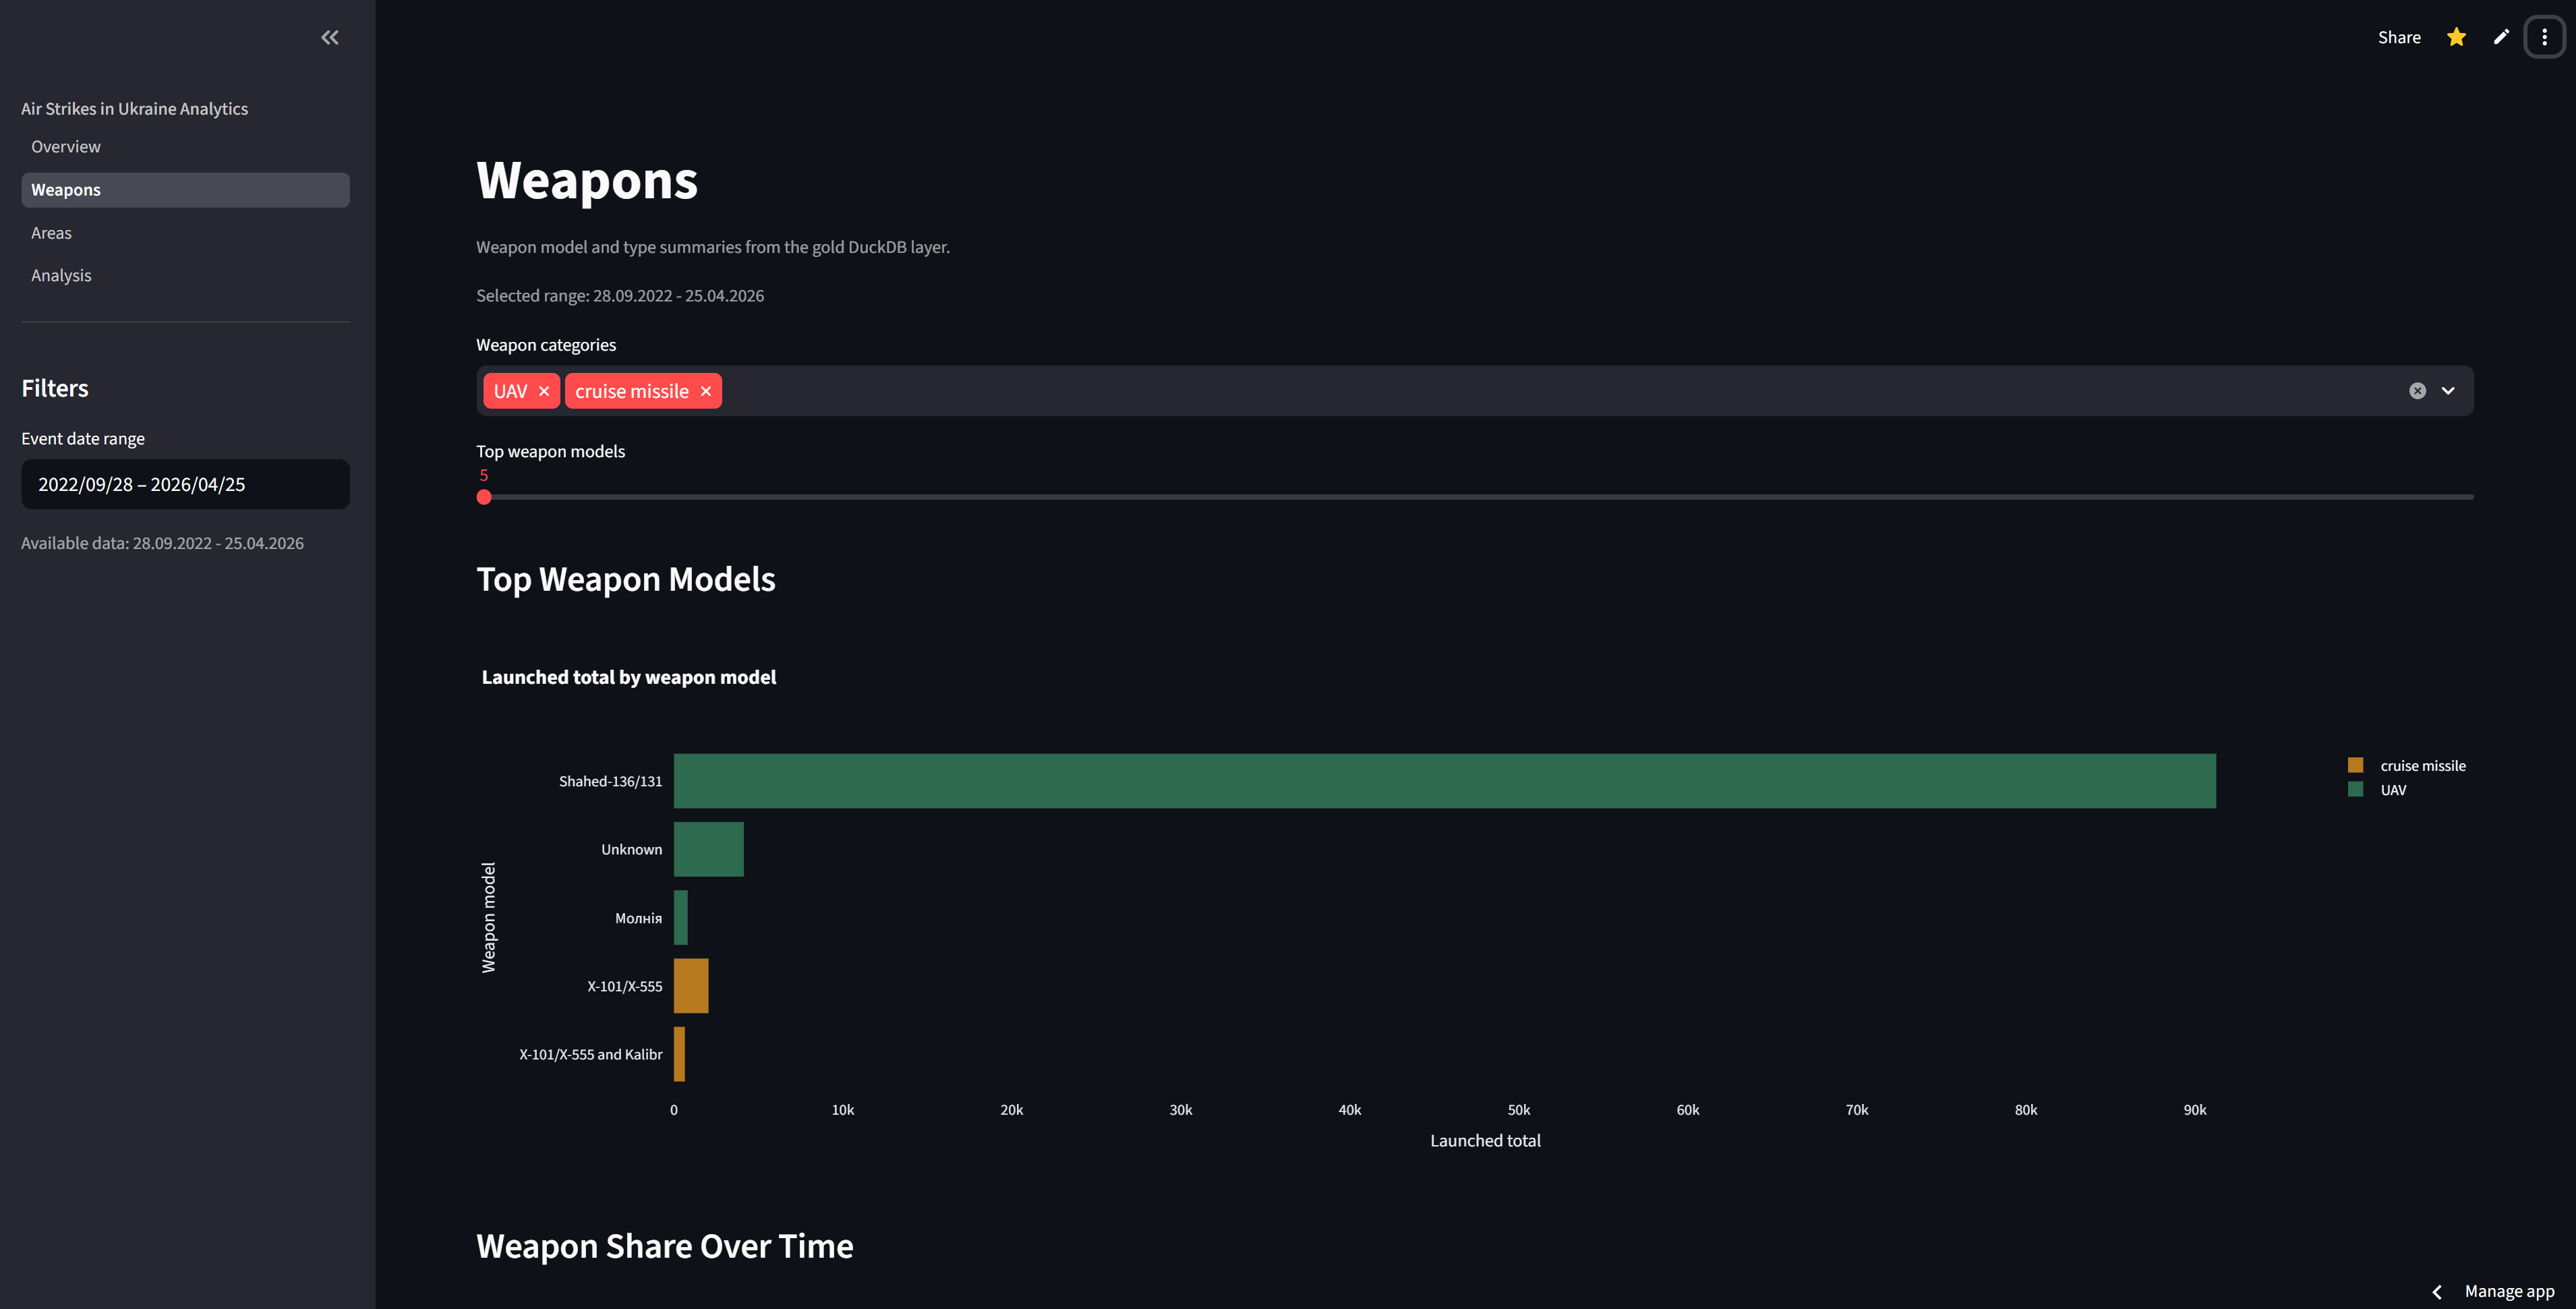 Share
Air Strikes in Ukraine Analytics
Overview
Weapons
Areas
Analysis
Filters
Event date range
2022/09/28 – 2026/04/25
Available data: 28.09.2022 - 25.04.2026
Weapons
Weapon model and type summaries from the gold DuckDB layer.
Selected range: 28.09.2022 - 25.04.2026
Weapon categories
UAV cruise missile
Top weapon models
5
Top Weapon Models
Launched total by weapon model
Weapon model
Shahed-136/131
Unknown
Молнія
X-101/X-555
X-101/X-555 and Kalibr
0 10k 20k 30k 40k 50k 60k 70k 80k 90k
Launched total
cruise missile
UAV
Weapon Share Over Time
Manage app